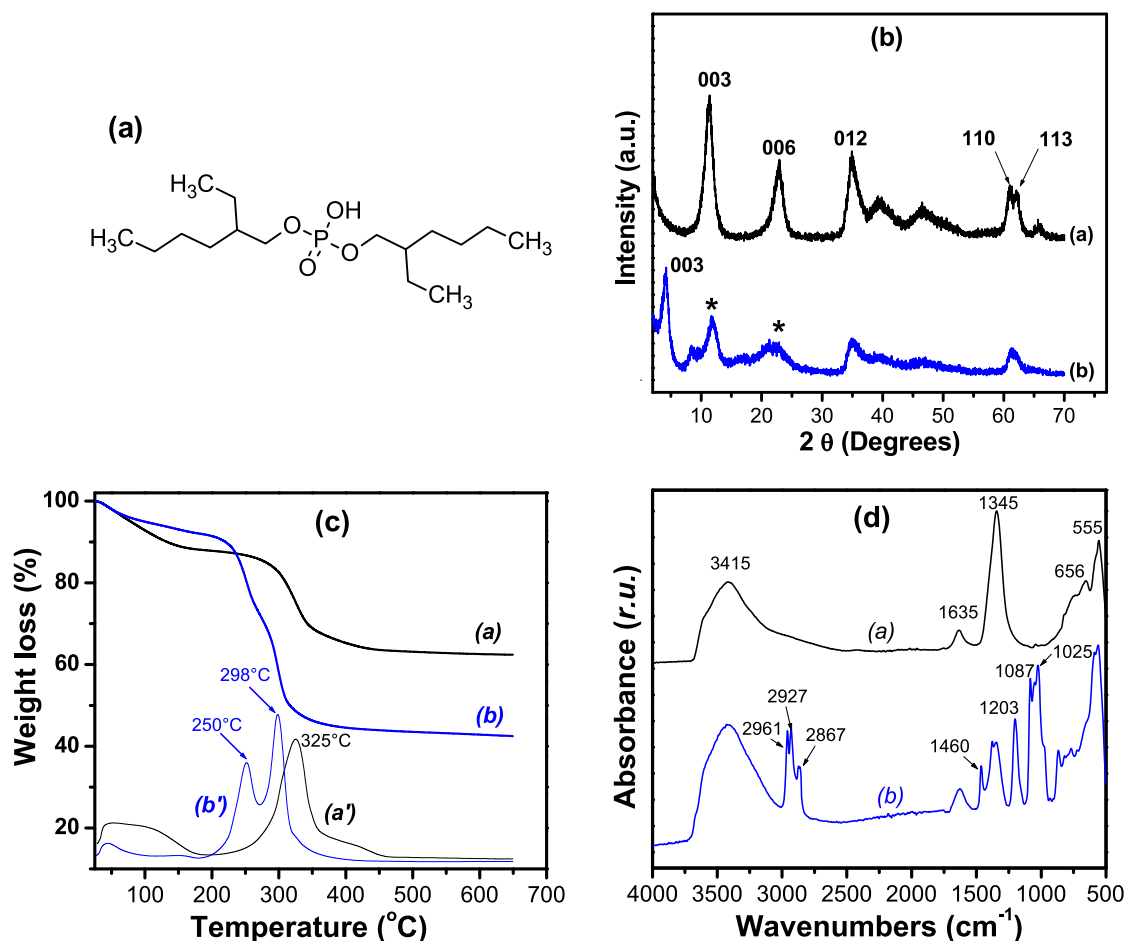 (a)
H₃C
H₃C
O
OH
P
O
O
CH₃
CH₃
(b)
003
006
012
110
113
(a)
003
*
*
(b)
Intensity (a.u.)
10 20 30 40 50 60 70
2 θ (Degrees)
(c)
100
80
60
40
20
Weight loss (%)
(a)
(b)
298°C
250°C
325°C
(b')
(a')
100 200 300 400 500 600 700
Temperature (°C)
(d)
1345
555
3415
656
1635
(a)
1025
1087
2927
2961
2867
1203
1460
(b)
Absorbance (r.u.)
4000 3500 3000 2500 2000 1500 1000 500
Wavenumbers (cm⁻¹)